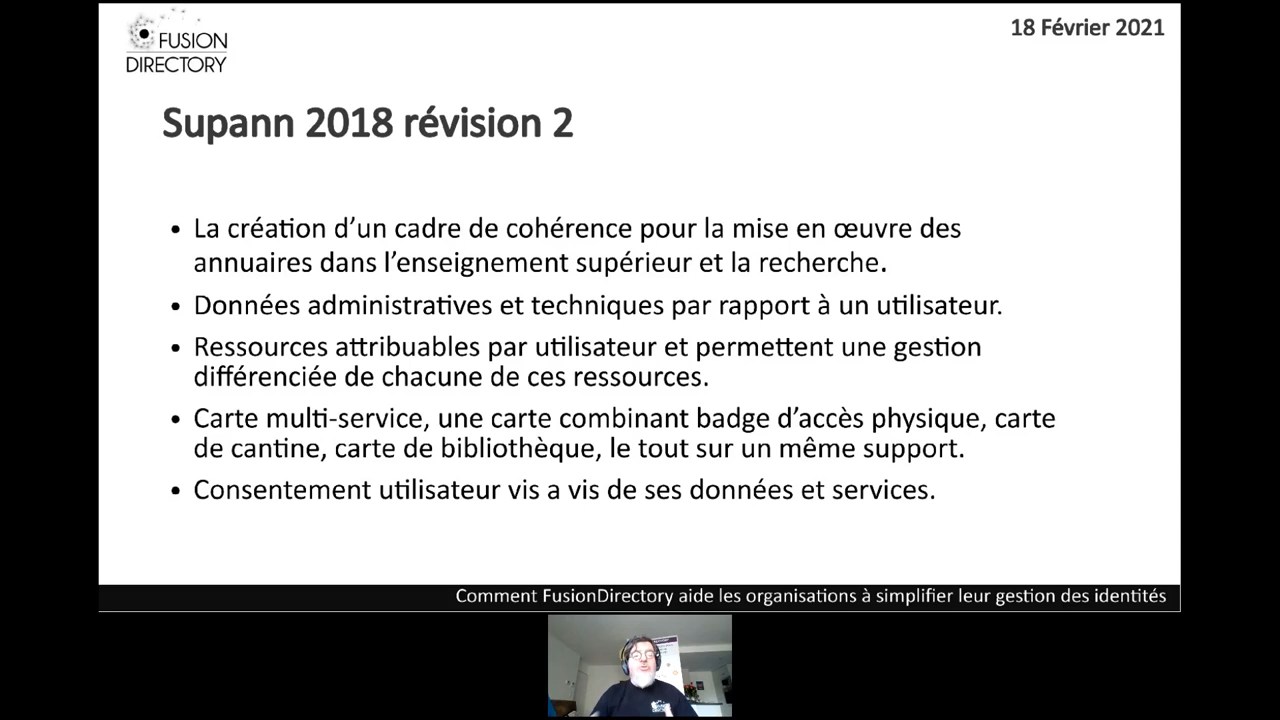 FUSION
DIRECTORY
18 Février 2021
Supann 2018 révision 2
• La création d’un cadre de cohérence pour la mise en œuvre des
annuaires dans l’enseignement supérieur et la recherche.
• Données administratives et techniques par rapport à un utilisateur.
• Ressources attribuables par utilisateur et permettent une gestion
différenciée de chacune de ces ressources.
• Carte multi-service, une carte combinant badge d’accès physique, carte
de cantine, carte de bibliothèque, le tout sur un même support.
• Consentement utilisateur vis a vis de ses données et services.
Comment FusionDirectory aide les organisations à simplifier leur gestion des identités